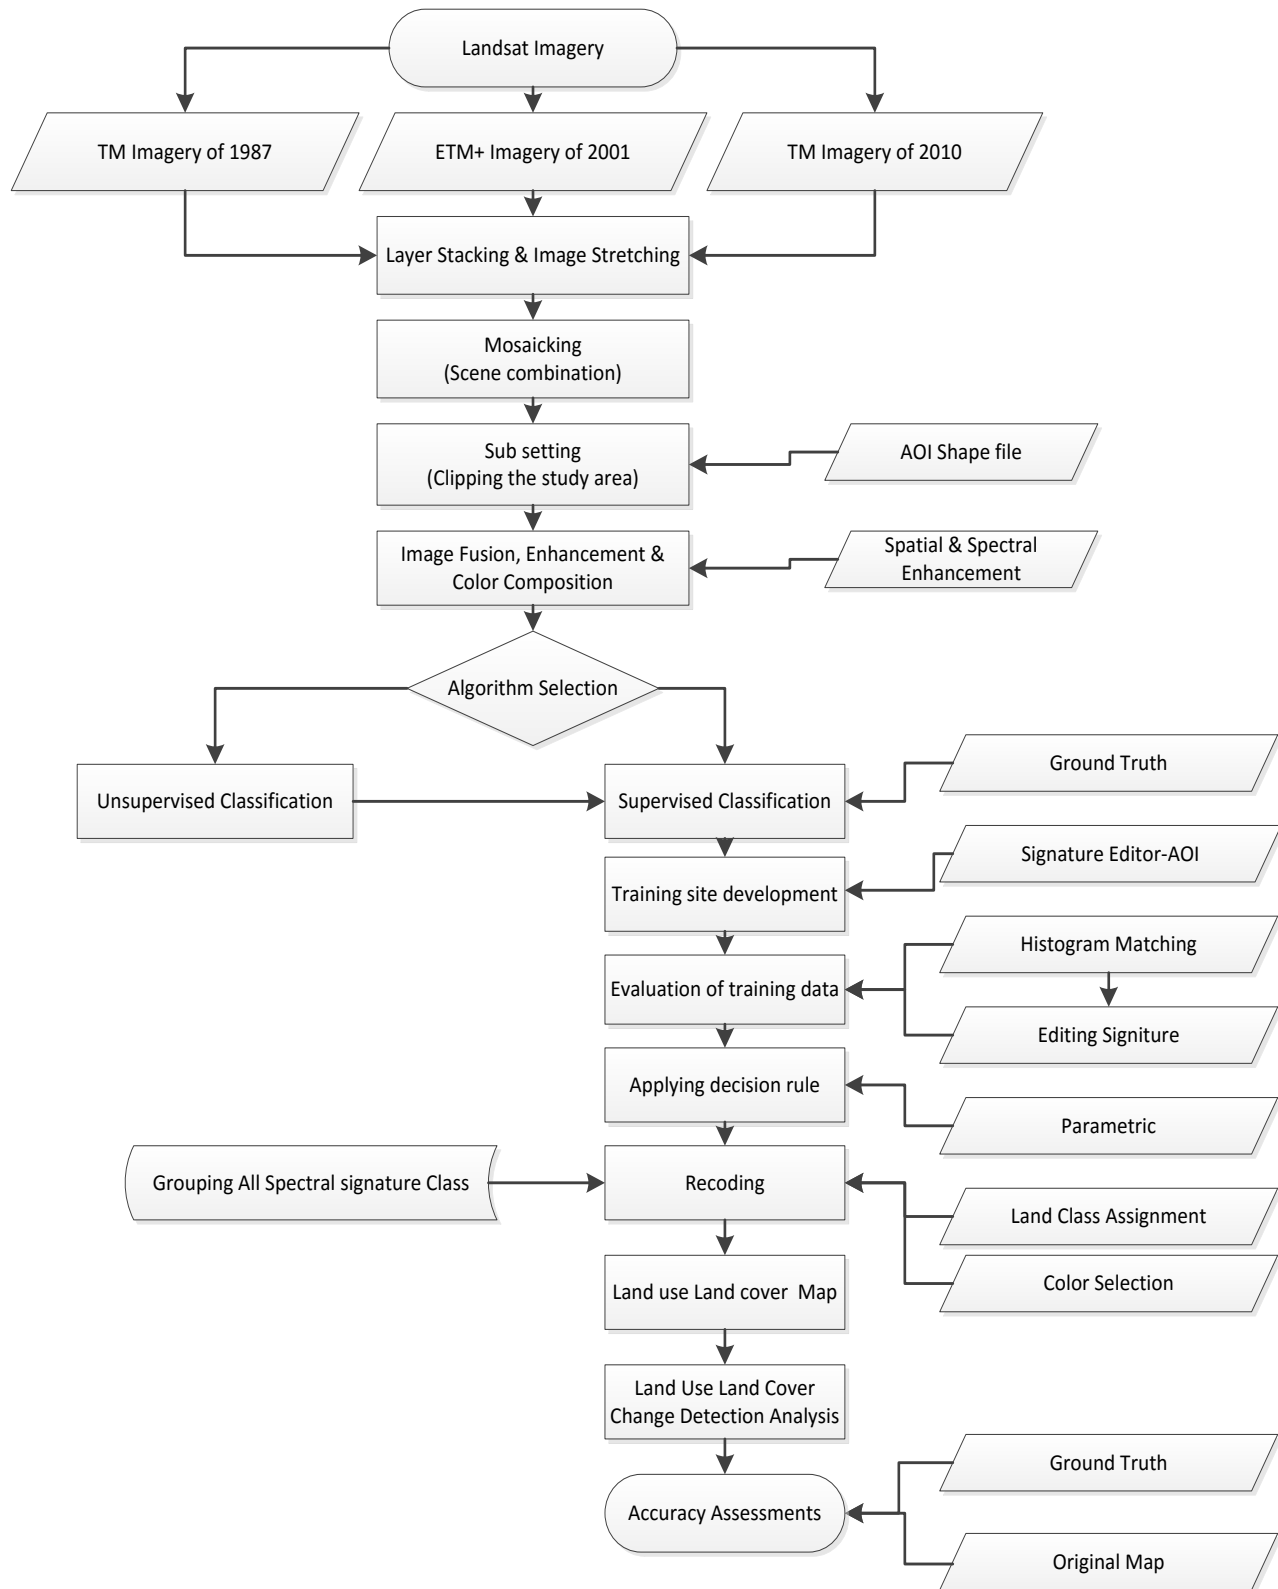 Landsat Imagery
TM Imagery of 1987
ETM+ Imagery of 2001
TM Imagery of 2010
Layer Stacking & Image Stretching
Mosaicking
(Scene combination)
Sub setting
(Clipping the study area)
AOI Shape file
Image Fusion, Enhancement &
Color Composition
Spatial & Spectral
Enhancement
Algorithm Selection
Unsupervised Classification
Supervised Classification
Ground Truth
Training site development
Signature Editor-AOI
Evaluation of training data
Histogram Matching
Editing Signiture
Applying decision rule
Parametric
Grouping All Spectral signature Class
Recoding
Land Class Assignment
Color Selection
Land use Land cover  Map
Land Use Land Cover
Change Detection Analysis
Accuracy Assessments
Ground Truth
Original Map